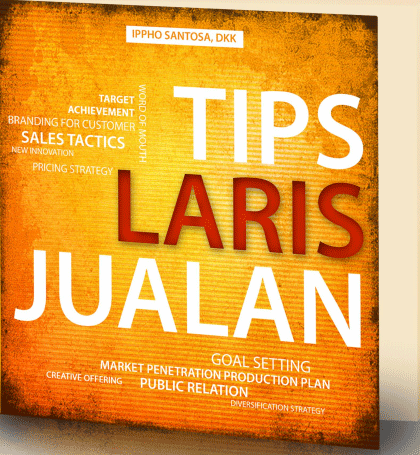 IPPHO SANTOSA, DKK
TARGET
ACHIEVEMENT
BRANDING FOR CUSTOMER
SALES TACTICS
NEW INNOVATION
PRICING STRATEGY
WORD OF MOUTH
TIPS
LARIS
JUALAN
GOAL SETTING
MARKET PENETRATION PRODUCTION PLAN
CREATIVE OFFERING
PUBLIC RELATION
DIVERSIFICATION STRATEGY